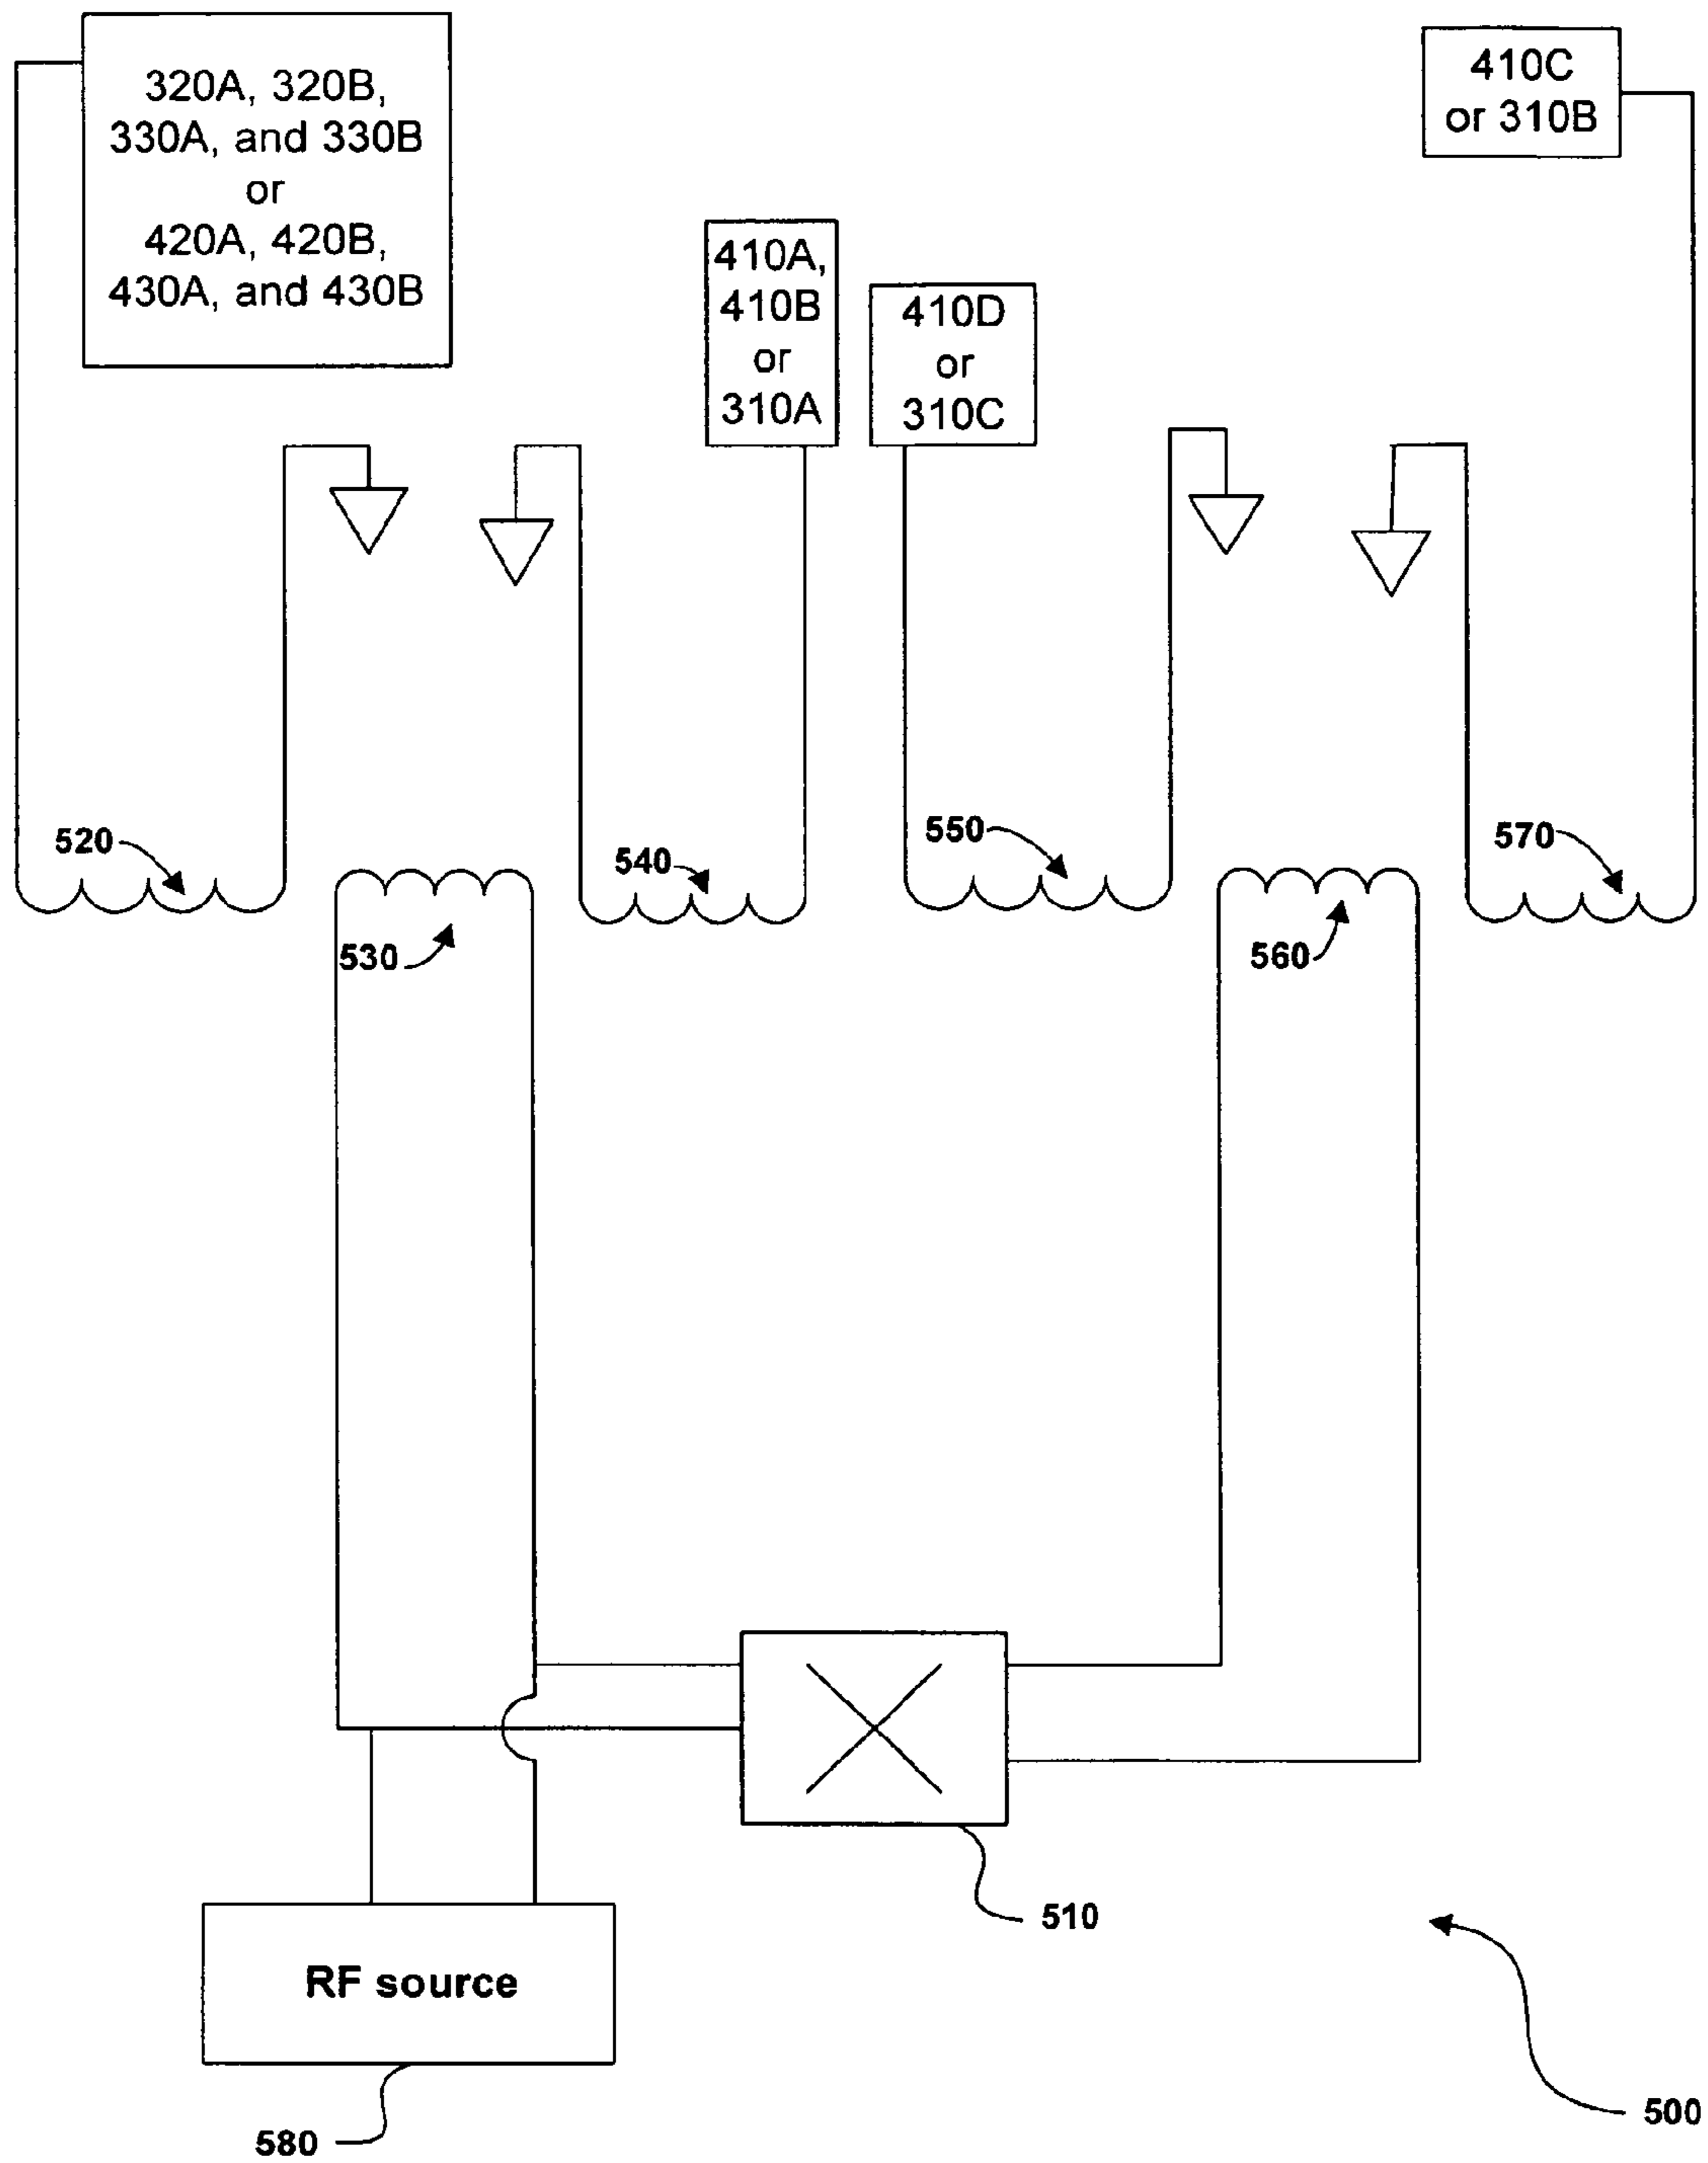 320A, 320B,
330A, and 330B
or
420A, 420B,
430A, and 430B
410C
or 310B
410A,
410B
or
310A
410D
or
310C
520
540
550
570
530
560
510
RF source
580
500